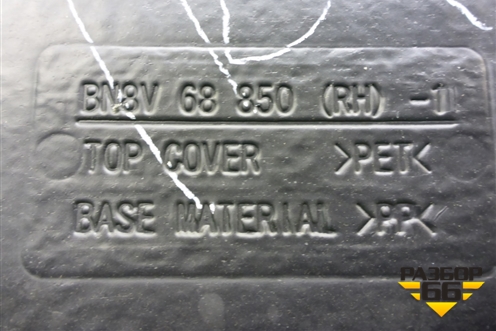 BN8V 68 850 (RH) -1
TOP COVER >PET<
BASE MATERIAL >PP<
РАЗБОР
66